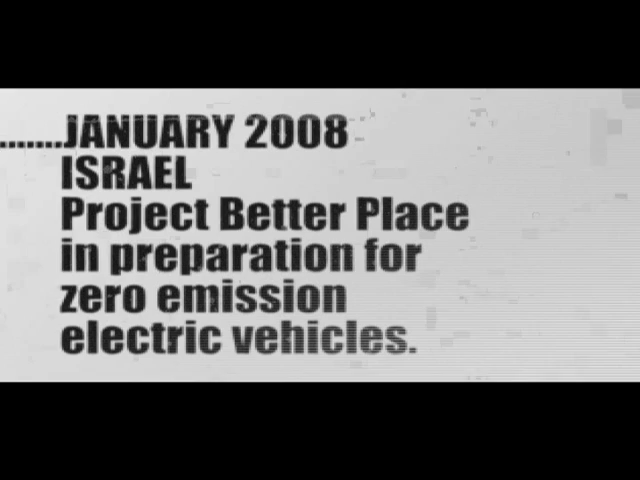 .......JANUARY 2008
ISRAEL
Project Better Place
in preparation for
zero emission
electric vehicles.